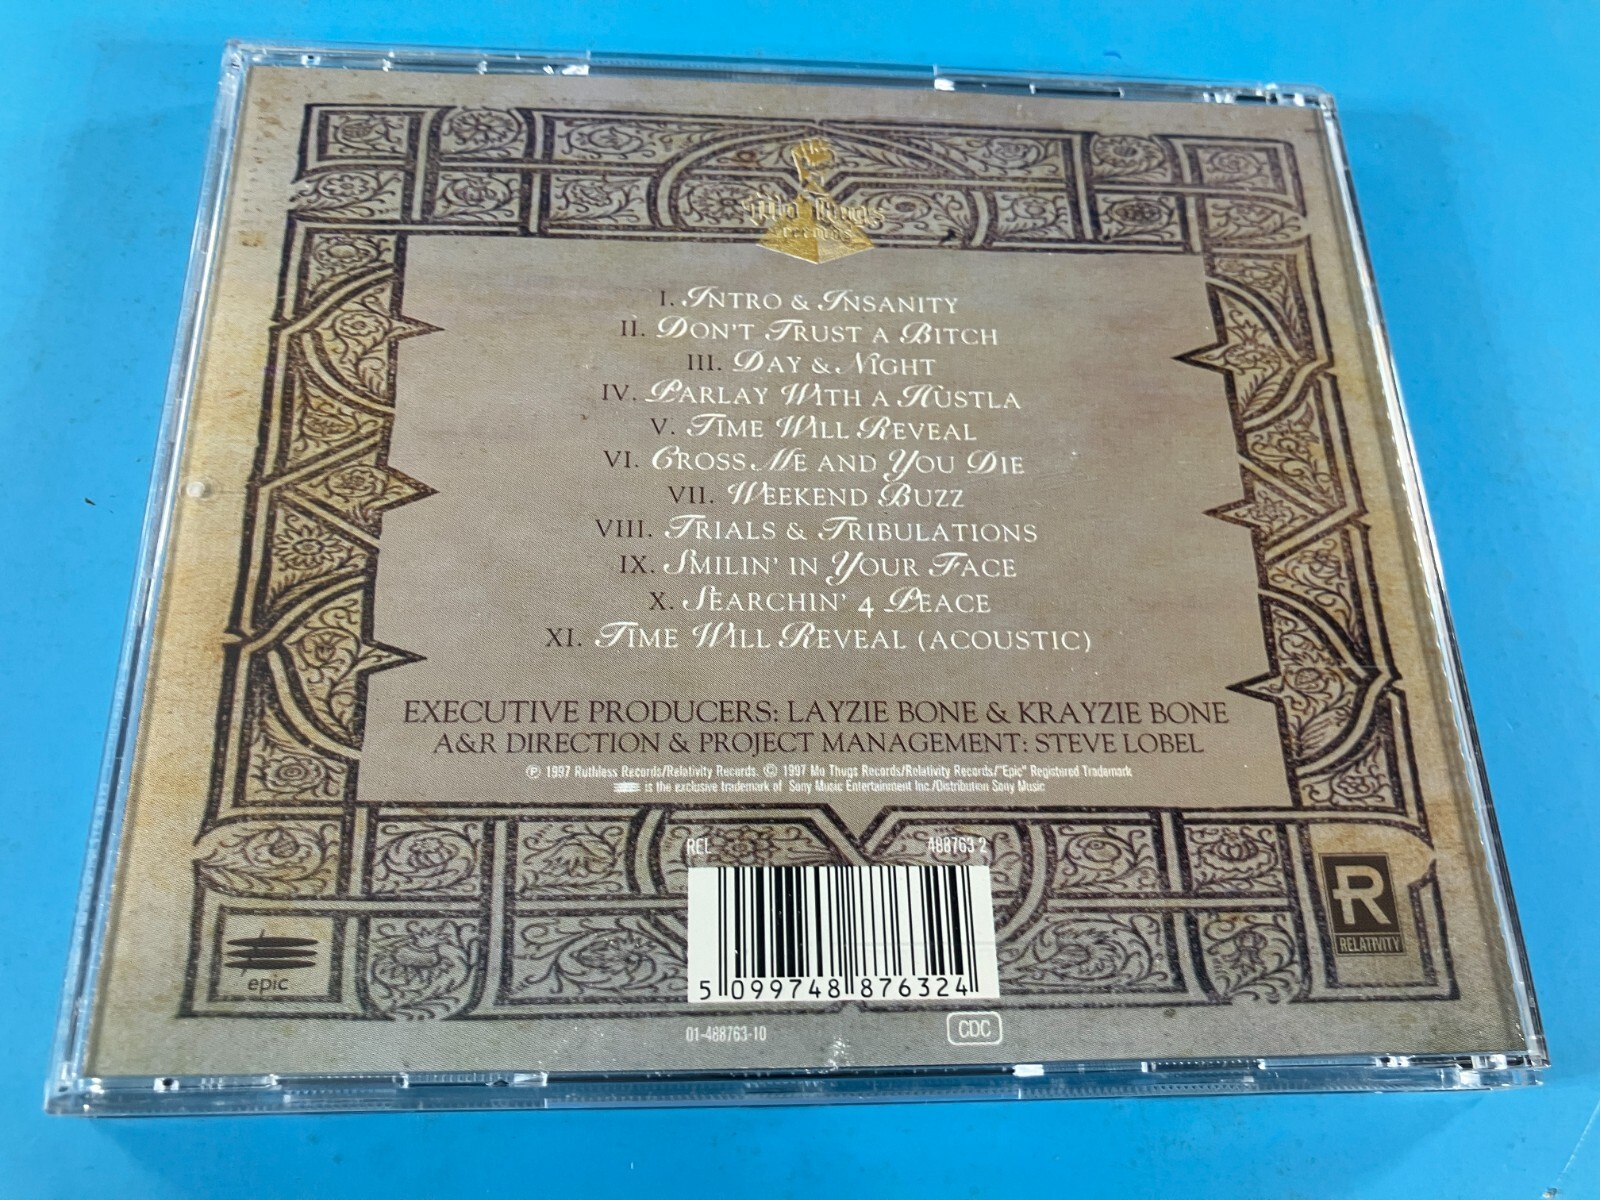 Mo Thugs
records
I. Intro & Insanity
II. Don't Trust a Bitch
III. Day & Night
IV. Parlay With a Hustla
V. Time Will Reveal
VI. Cross Me and You Die
VII. Weekend Buzz
VIII. Trials & Tribulations
IX. Smilin' in Your Face
X. Searchin' 4 Peace
XI. Time Will Reveal (Acoustic)
EXECUTIVE PRODUCERS: LAYZIE BONE & KRAYZIE BONE
A&R DIRECTION & PROJECT MANAGEMENT: STEVE LOBEL
℗ 1997 Ruthless Records/Relativity Records. © 1997 Mo Thugs Records/Relativity Records/"Epic" Registered Trademark
is the exclusive trademark of Sony Music Entertainment Inc./Distribution Sony Music
REL 488763 2
5 099748 876324
01-488763-10 CDC
epic
R
RELATIVITY